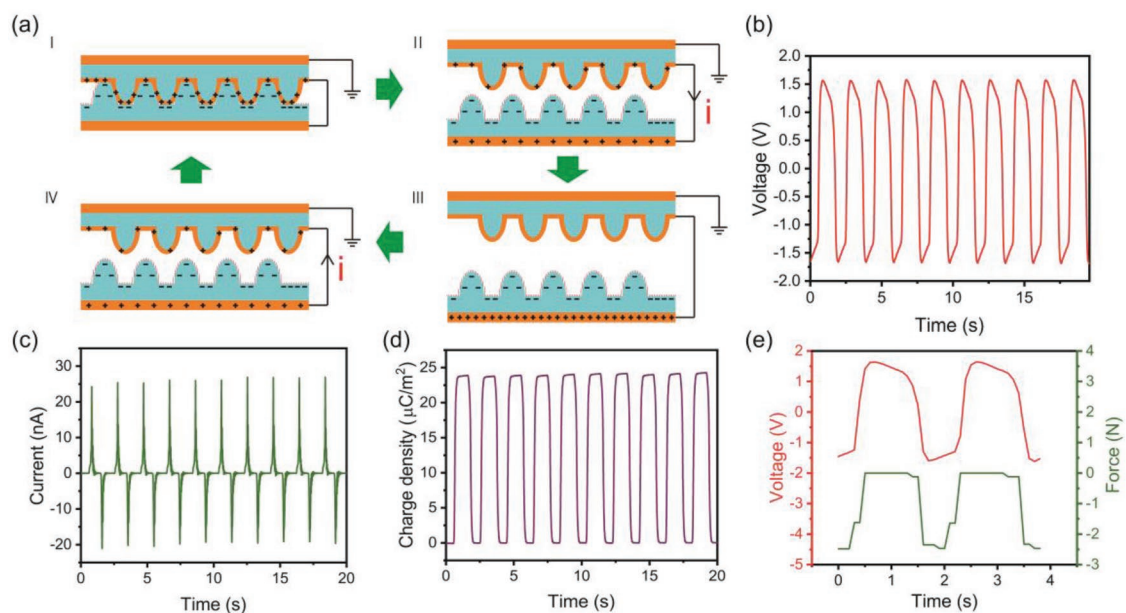 (a)
I
II
i
IV
III
i
(b)
Voltage (V)
2.0
1.5
1.0
0.5
0.0
-0.5
-1.0
-1.5
-2.0
0 5 10 15
Time (s)
(c)
Current (nA)
30
20
10
0
-10
-20
0 5 10 15 20
Time (s)
(d)
Charge density (μC/m²)
25
20
15
10
5
0
0 5 10 15 20
Time (s)
(e)
Voltage (V)
2
1
0
-1
-2
-3
-4
-5
Force (N)
4
3
2
1
0
-1
-2
-3
0 1 2 3 4
Time (s)